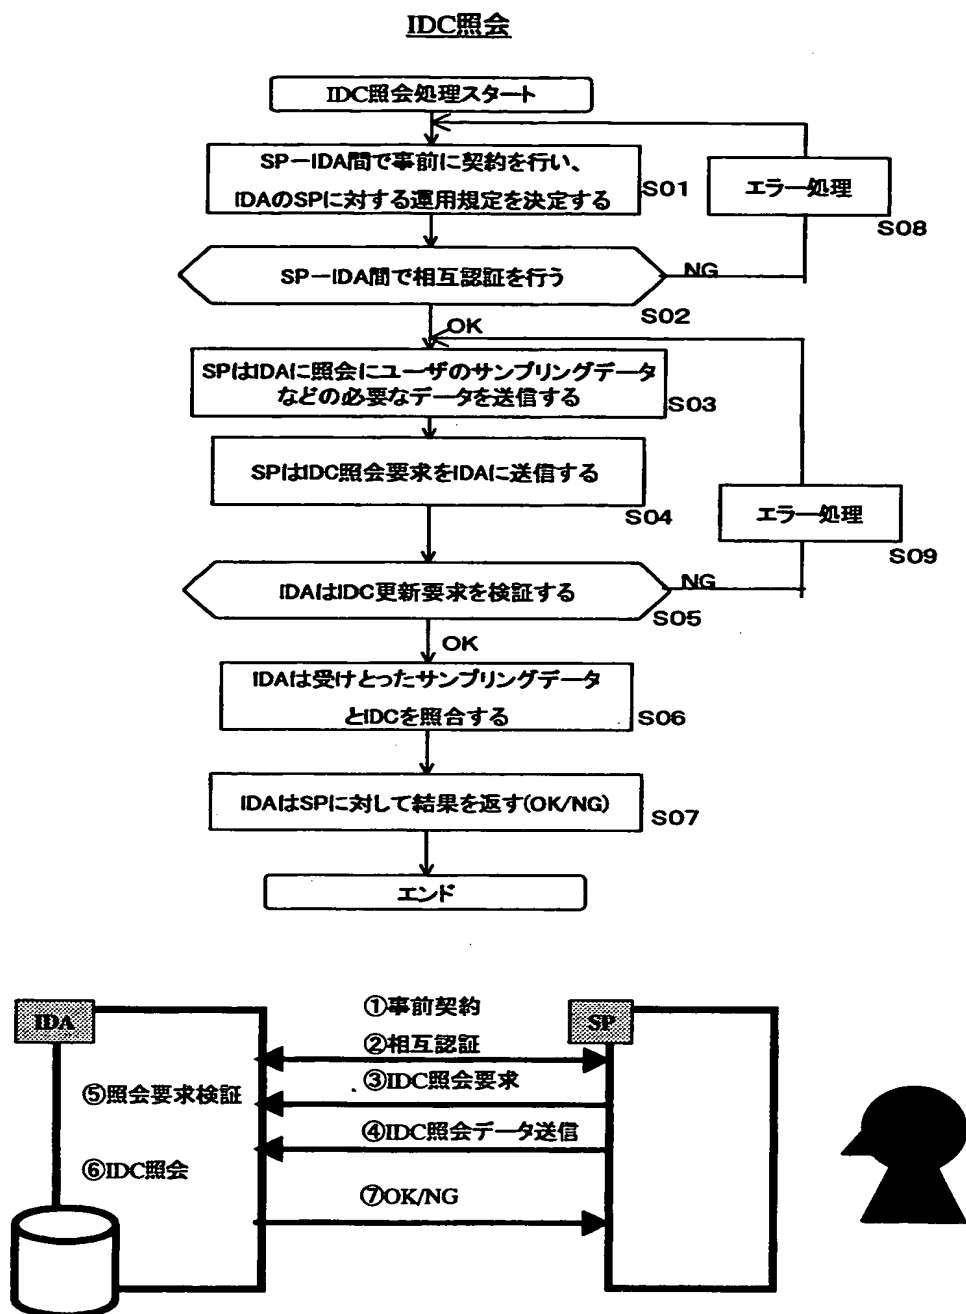 IDC照会
IDC照会処理スタート
SP－IDA間で事前に契約を行い、
IDAのSPに対する運用規定を決定する
S01
エラー処理
S08
SP－IDA間で相互認証を行う
NG
S02
OK
SPはIDAに照会にユーザのサンプリングデータ
などの必要なデータを送信する
S03
SPはIDC照会要求をIDAに送信する
S04
エラー処理
S09
IDAはIDC更新要求を検証する
NG
S05
OK
IDAは受けとったサンプリングデータ
とIDCを照合する
S06
IDAはSPに対して結果を返す(OK/NG)
S07
エンド
IDA
①事前契約
SP
②相互認証
③IDC照会要求
⑤照会要求検証
④IDC照会データ送信
⑥IDC照会
⑦OK/NG